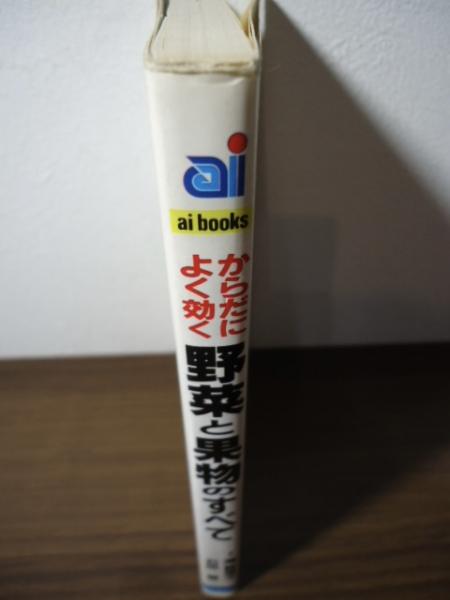 ai
ai books
からだに
よく効く
野菜と果物のすべて